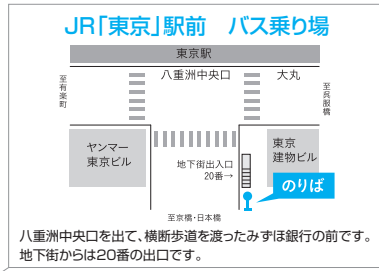 JR「東京」駅前 バス乗り場
東京駅
八重洲中央口
大丸
至有楽町
至呉服橋
ヤンマー
東京ビル
地下街出入口
20番→
東京
建物ビル
のりば
至京橋・日本橋
八重洲中央口を出て、横断歩道を渡ったみずほ銀行の前です。
地下街からは20番の出口です。